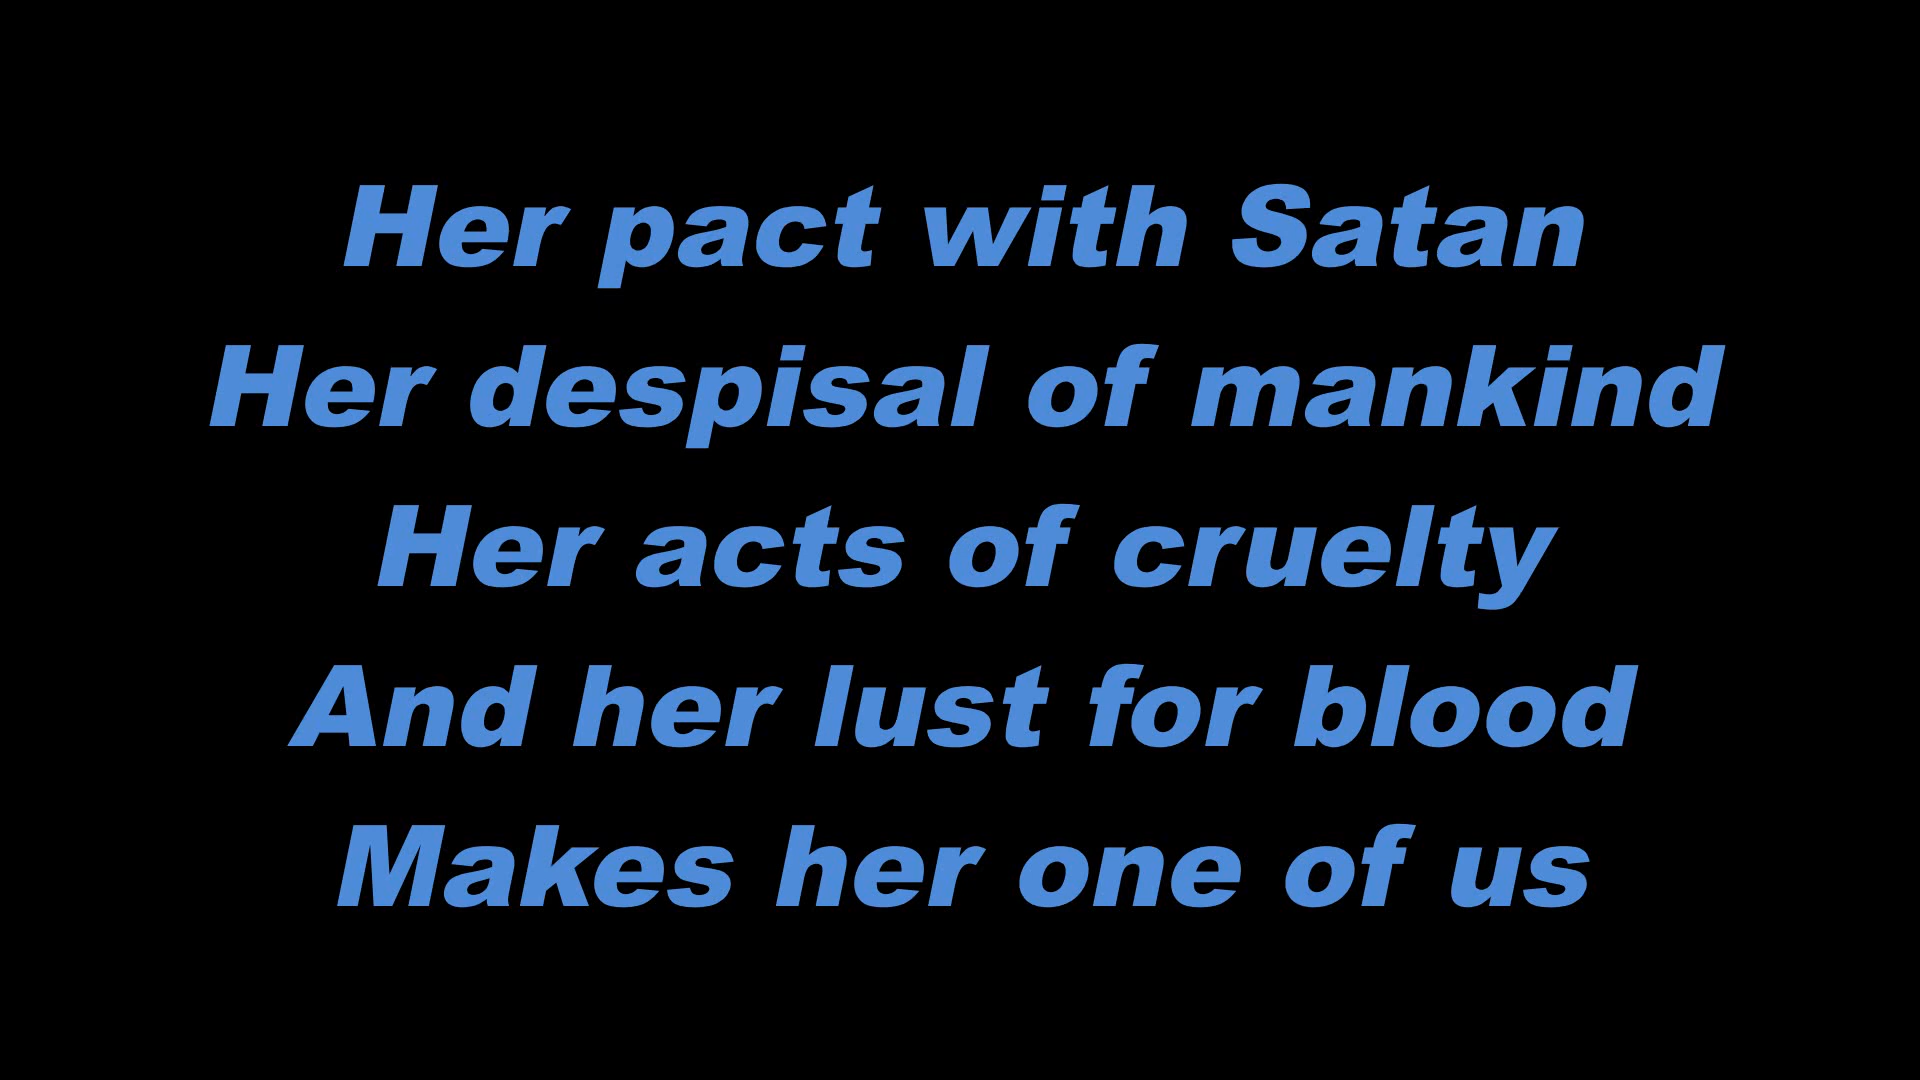 Her pact with Satan
Her despisal of mankind
Her acts of cruelty
And her lust for blood
Makes her one of us